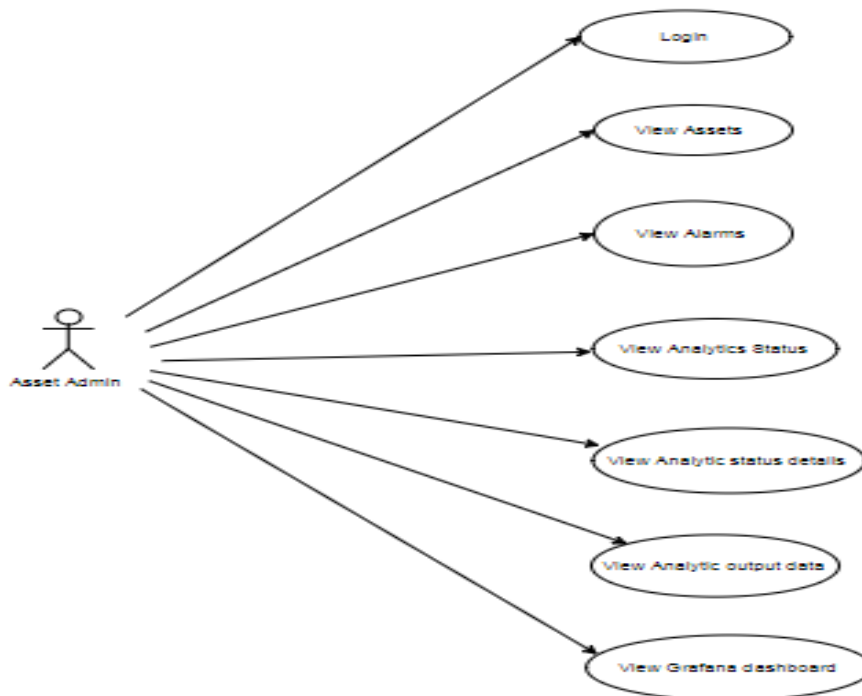 Login
View Assets
View Alarms
View Analytics Status
Asset Admin
View Analytic status details
View Analytic output data
View Grafana dashboard